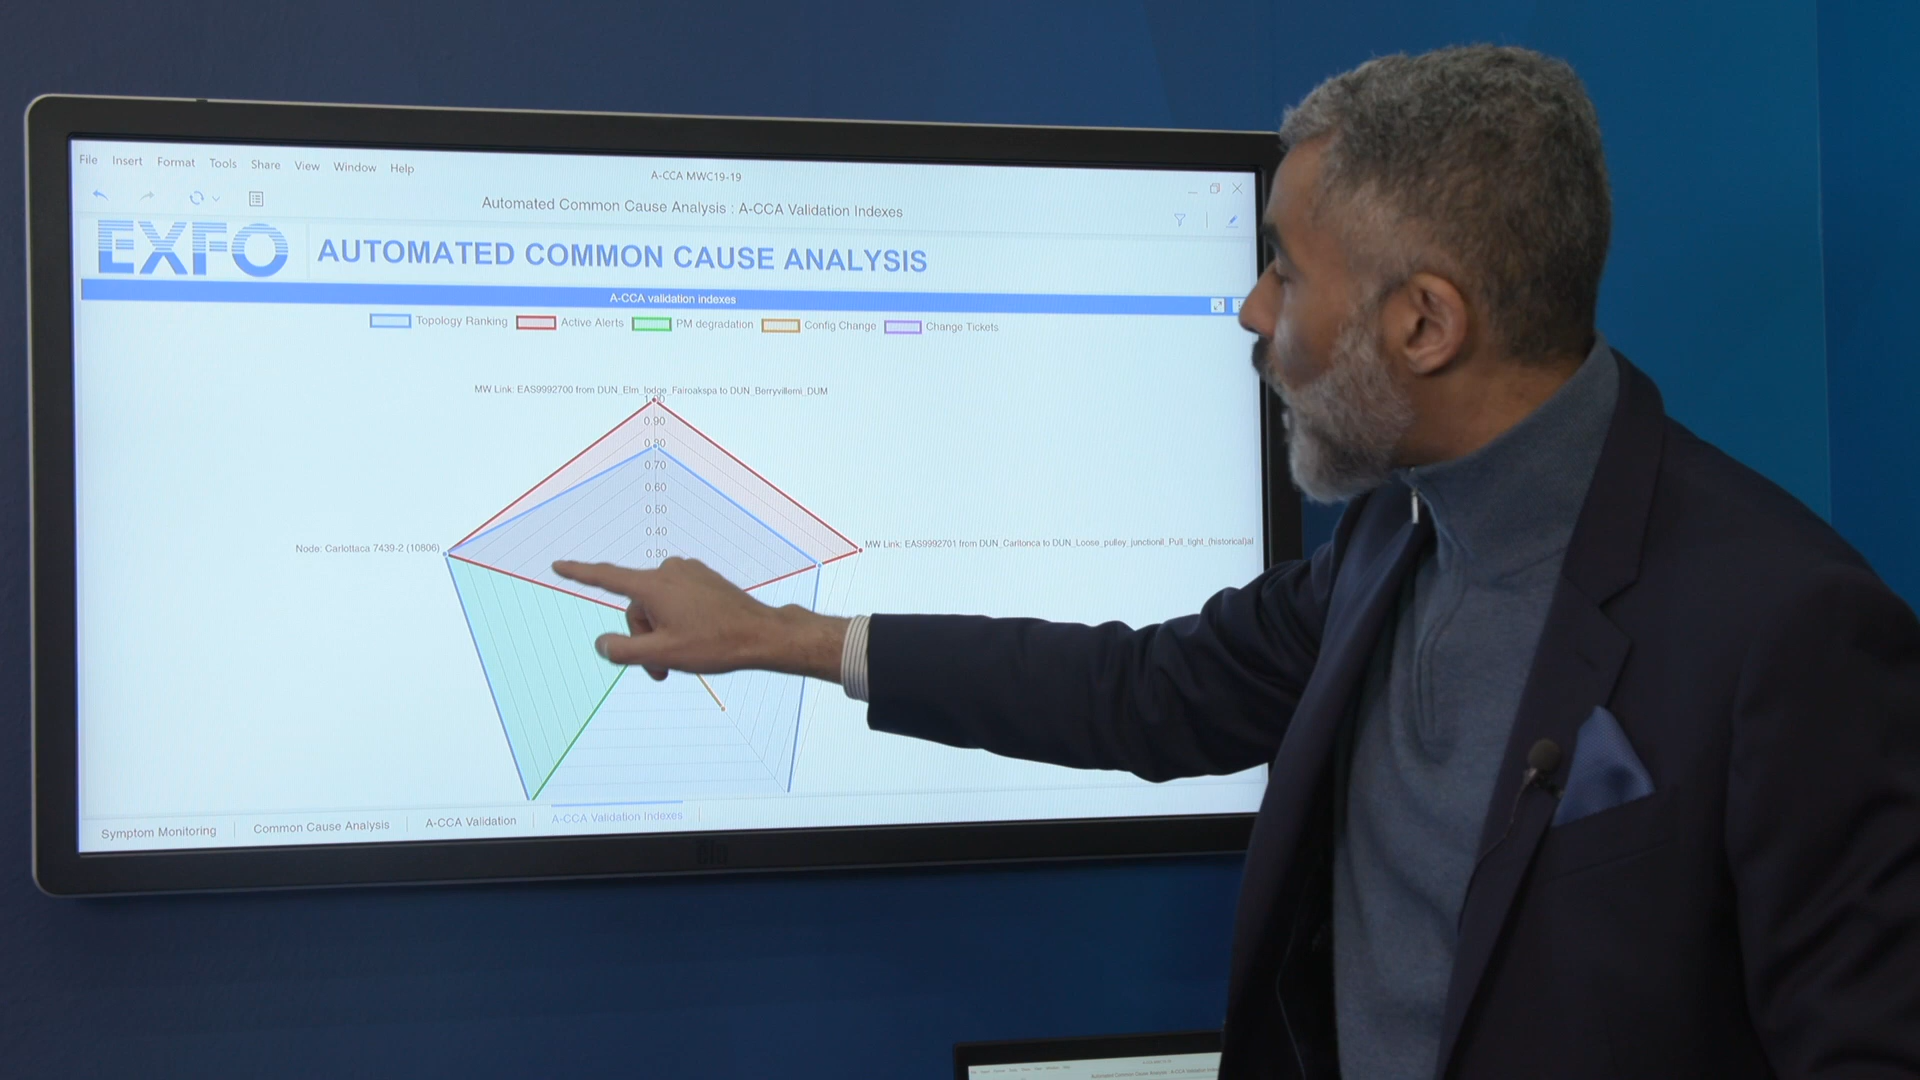 File Insert Format Tools Share View Window Help
A-CCA MWC19-19
Automated Common Cause Analysis : A-CCA Validation Indexes
EXFO AUTOMATED COMMON CAUSE ANALYSIS
A-CCA validation indexes
Topology Ranking Active Alerts PM degradation Config Change Change Tickets
MW Link: EAS9992700 from DUN_Elm_lodge_Fairoakspa to DUN_Berryvillemi_DUM
1.00
0.90
0.80
0.70
0.60
0.50
0.40
0.30
Node: Carlottaca 7439-2 (10806)
MW Link: EAS9992701 from DUN_Carltonca to DUN_Loose_pulley_junctionil_Pull_tight_(historical)al
Symptom Monitoring Common Cause Analysis A-CCA Validation A-CCA Validation Indexes
elo